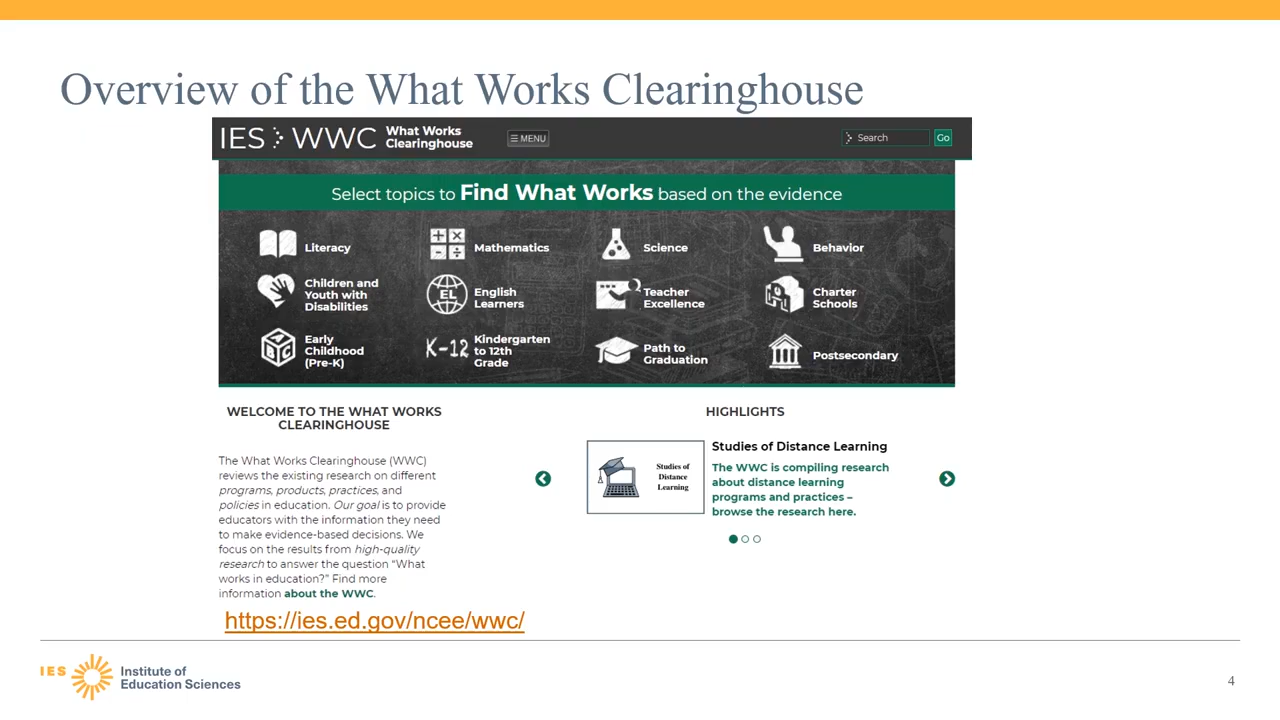 Overview of the What Works Clearinghouse
IES WWC What Works
Clearinghouse
☰ MENU
Search
Go
Select topics to Find What Works based on the evidence
Literacy
Mathematics
Science
Behavior
Children and
Youth with
Disabilities
EL
English
Learners
Teacher
Excellence
Charter
Schools
ABC
Early
Childhood
(Pre-K)
K-12
Kindergarten
to 12th
Grade
Path to
Graduation
Postsecondary
WELCOME TO THE WHAT WORKS
CLEARINGHOUSE
The What Works Clearinghouse (WWC)
reviews the existing research on different
programs, products, practices, and
policies in education. Our goal is to provide
educators with the information they need
to make evidence-based decisions. We
focus on the results from high-quality
research to answer the question “What
works in education?” Find more
information about the WWC.
HIGHLIGHTS
Studies of
Distance
Learning
Studies of Distance Learning
The WWC is compiling research
about distance learning
programs and practices –
browse the research here.
https://ies.ed.gov/ncee/wwc/
IES
Institute of
Education Sciences
4